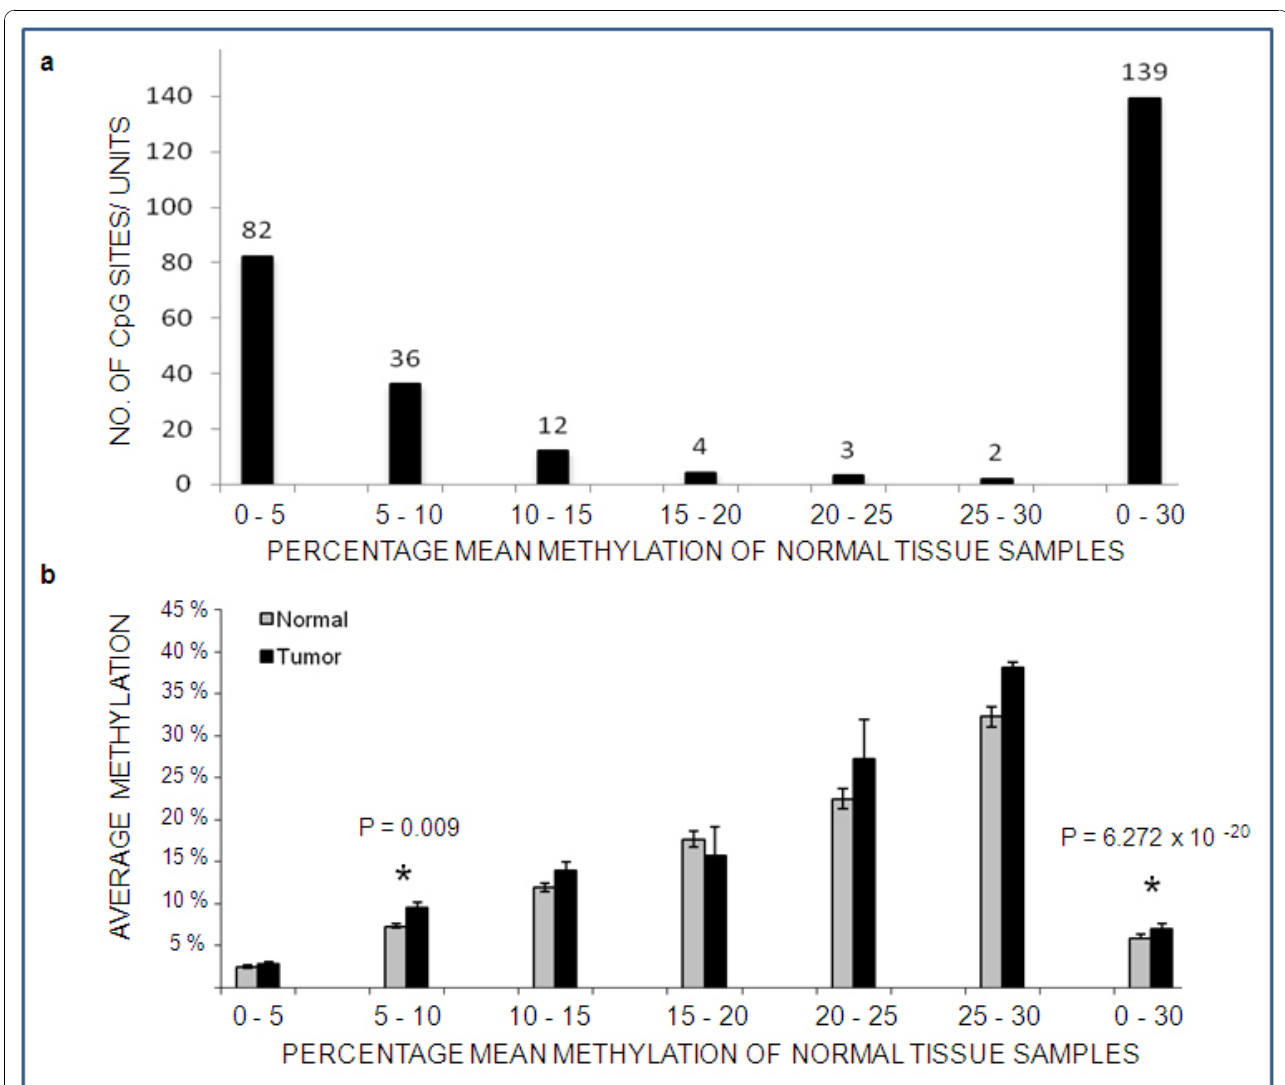 a
NO. OF CpG SITES/ UNITS
140
120
100
80
60
40
20
0
82
36
12
4
3
2
139
0 - 5 5 - 10 10 - 15 15 - 20 20 - 25 25 - 30 0 - 30
PERCENTAGE MEAN METHYLATION OF NORMAL TISSUE SAMPLES
b
AVERAGE METHYLATION
45 %
40 %
35 %
30 %
25 %
20 %
15 %
10 %
5 %
Normal
Tumor
P = 0.009
*
P = 6.272 x 10 -20
*
0 - 5 5 - 10 10 - 15 15 - 20 20 - 25 25 - 30 0 - 30
PERCENTAGE MEAN METHYLATION OF NORMAL TISSUE SAMPLES